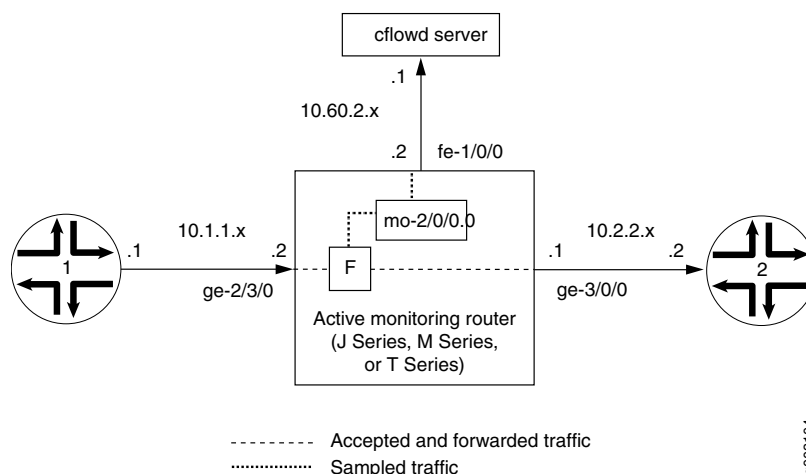 cflowd server
.1
10.60.2.x
.2 fe-1/0/0
mo-2/0/0.0
10.1.1.x
.1 .2
1
F
ge-2/3/0
10.2.2.x
.1 .2
2
ge-3/0/0
Active monitoring router
(J Series, M Series,
or T Series)
Accepted and forwarded traffic
Sampled traffic